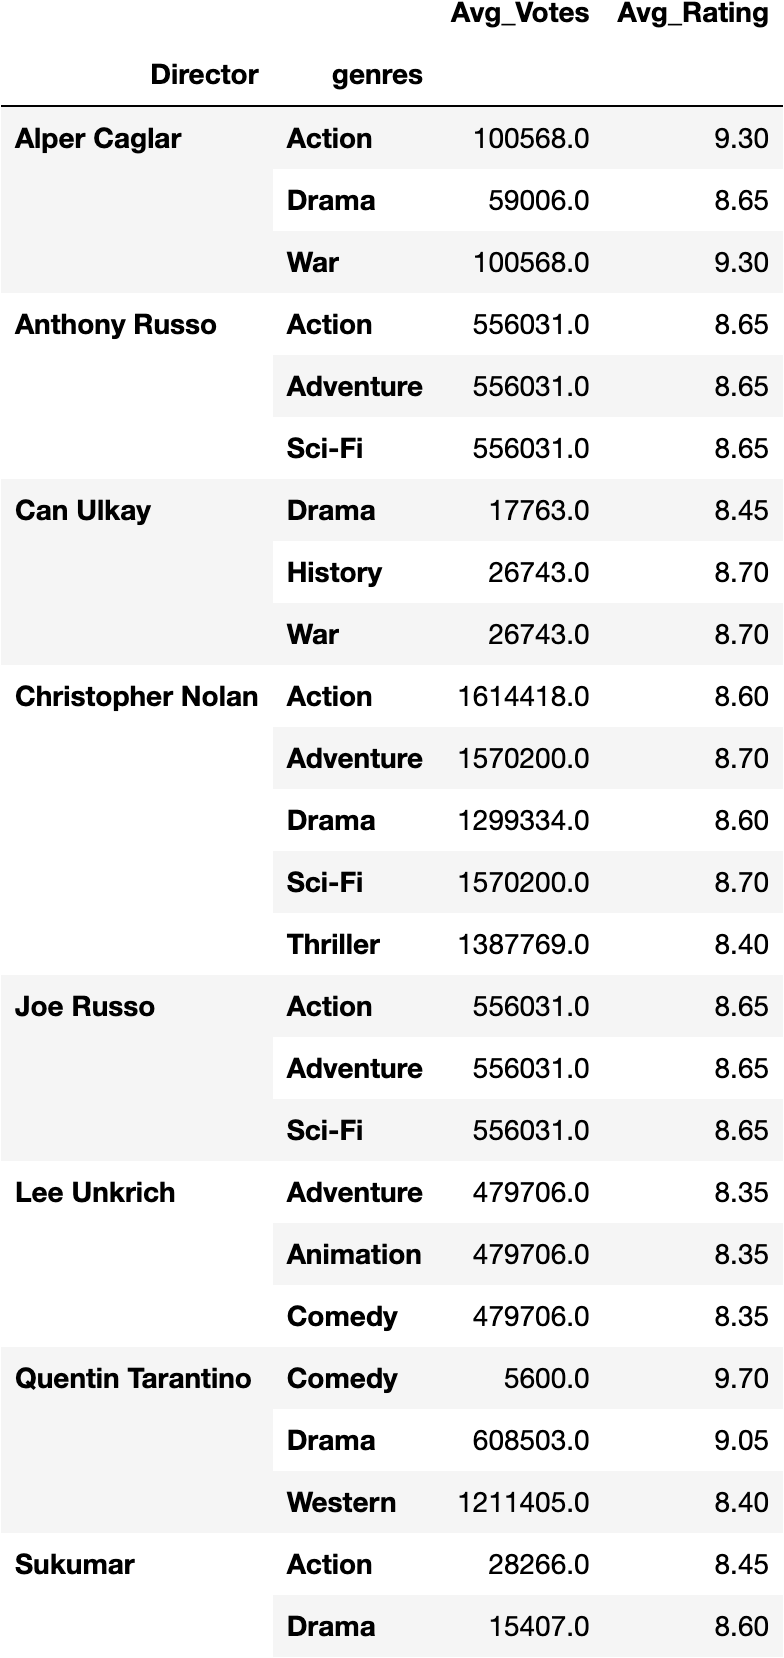 Avg_Votes Avg_Rating
Director genres
Alper Caglar Action 100568.0 9.30
Drama 59006.0 8.65
War 100568.0 9.30
Anthony Russo Action 556031.0 8.65
Adventure 556031.0 8.65
Sci-Fi 556031.0 8.65
Can Ulkay Drama 17763.0 8.45
History 26743.0 8.70
War 26743.0 8.70
Christopher Nolan Action 1614418.0 8.60
Adventure 1570200.0 8.70
Drama 1299334.0 8.60
Sci-Fi 1570200.0 8.70
Thriller 1387769.0 8.40
Joe Russo Action 556031.0 8.65
Adventure 556031.0 8.65
Sci-Fi 556031.0 8.65
Lee Unkrich Adventure 479706.0 8.35
Animation 479706.0 8.35
Comedy 479706.0 8.35
Quentin Tarantino Comedy 5600.0 9.70
Drama 608503.0 9.05
Western 1211405.0 8.40
Sukumar Action 28266.0 8.45
Drama 15407.0 8.60